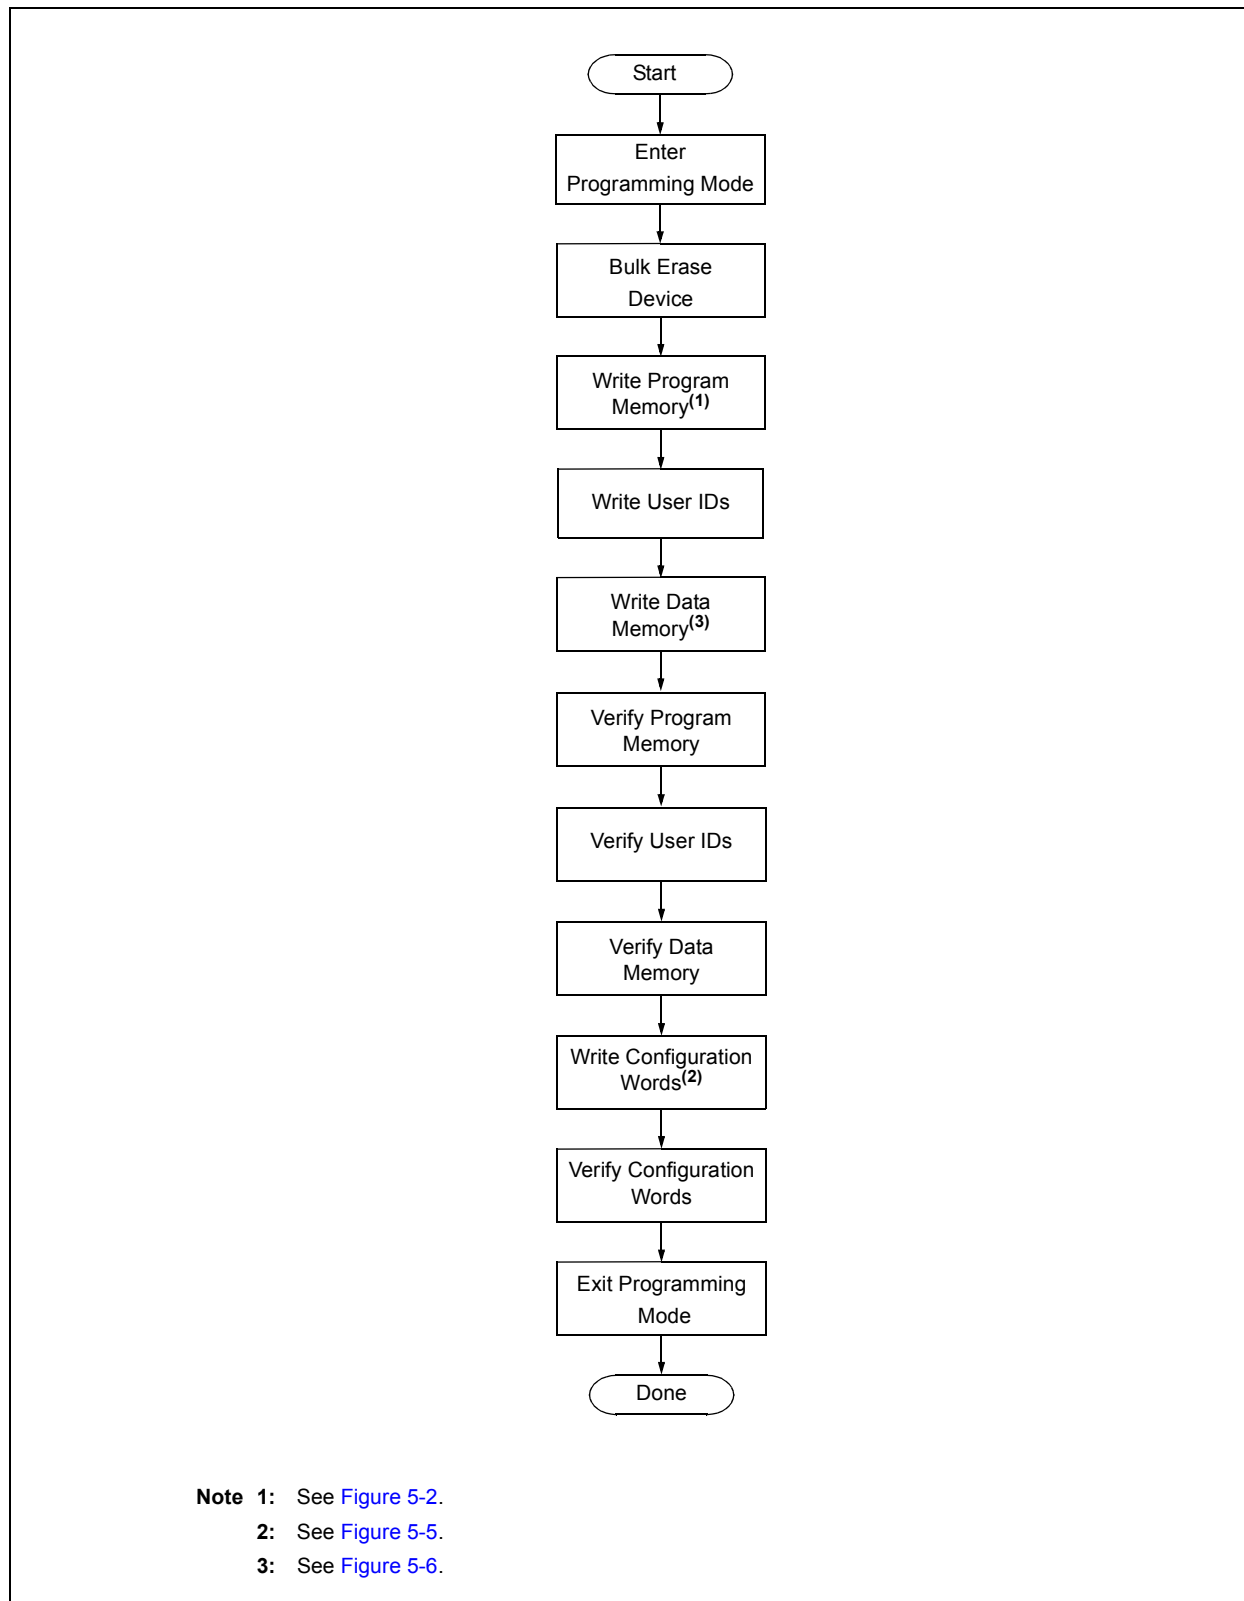 Start
Enter
Programming Mode
Bulk Erase
Device
Write Program
Memory(1)
Write User IDs
Write Data
Memory(3)
Verify Program
Memory
Verify User IDs
Verify Data
Memory
Write Configuration
Words(2)
Verify Configuration
Words
Exit Programming
Mode
Done
Note 1: See Figure 5-2.
2: See Figure 5-5.
3: See Figure 5-6.